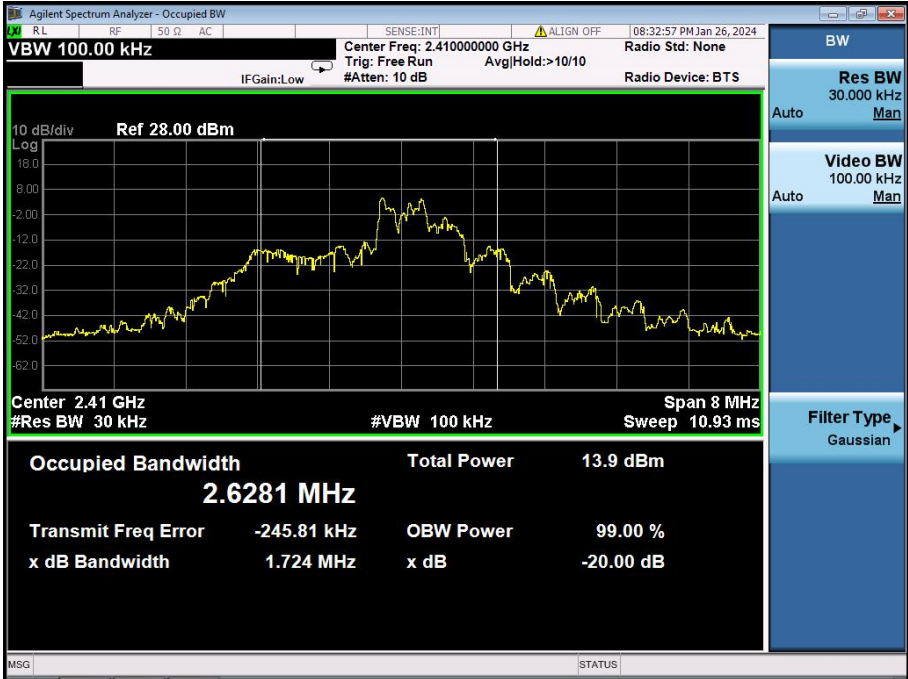 Agilent Spectrum Analyzer - Occupied BW
LXI RL RF 50 Ω AC SENSE:INT ALIGN OFF 08:32:57 PM Jan 26, 2024
VBW 100.00 kHz
Center Freq: 2.410000000 GHz Radio Std: None
Trig: Free Run Avg|Hold:>10/10
IFGain:Low #Atten: 10 dB Radio Device: BTS
10 dB/div Ref 28.00 dBm
Log
18.0
8.00
-2.00
-12.0
-22.0
-32.0
-42.0
-52.0
-62.0
Center 2.41 GHz Span 8 MHz
#Res BW 30 kHz #VBW 100 kHz Sweep 10.93 ms
Occupied Bandwidth Total Power 13.9 dBm
2.6281 MHz
Transmit Freq Error -245.81 kHz OBW Power 99.00 %
x dB Bandwidth 1.724 MHz x dB -20.00 dB
MSG STATUS
BW
Res BW
30.000 kHz
Auto Man
Video BW
100.00 kHz
Auto Man
Filter Type
Gaussian